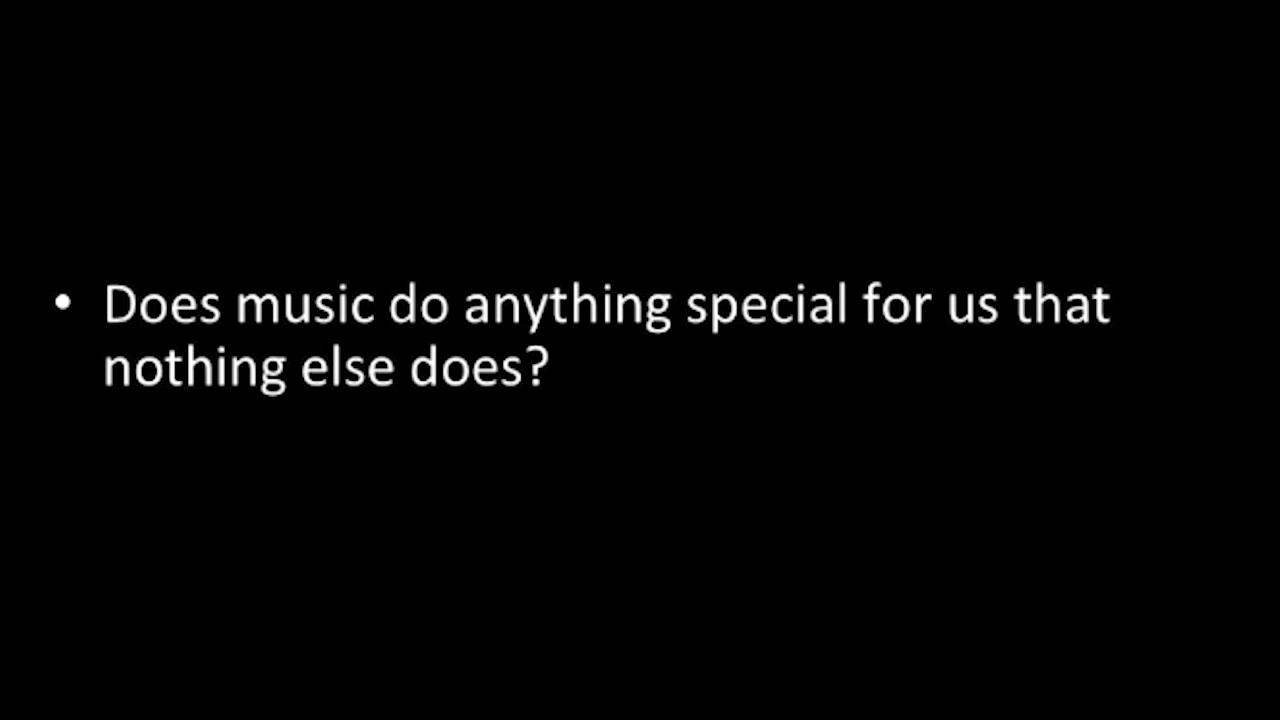 • Does music do anything special for us that
nothing else does?